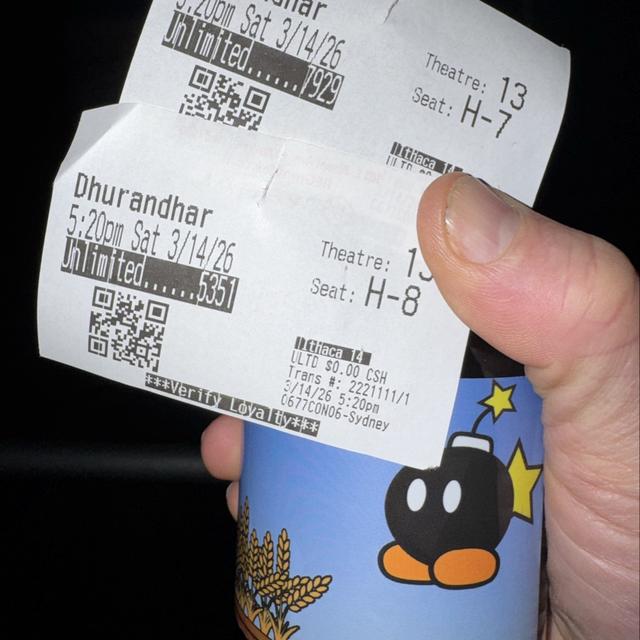 5:20pm Sat 3/14/26
Unlimited......7929
Theatre: 13
Seat: H-7
Ithaca 14
Dhurandhar
5:20pm Sat 3/14/26
Unlimited......5351
Theatre: 13
Seat: H-8
Ithaca 14
ULTD $0.00 CSH
Trans #: 2221111/1
3/14/26 5:20pm
0677CON06-Sydney
***Verify Loyalty***